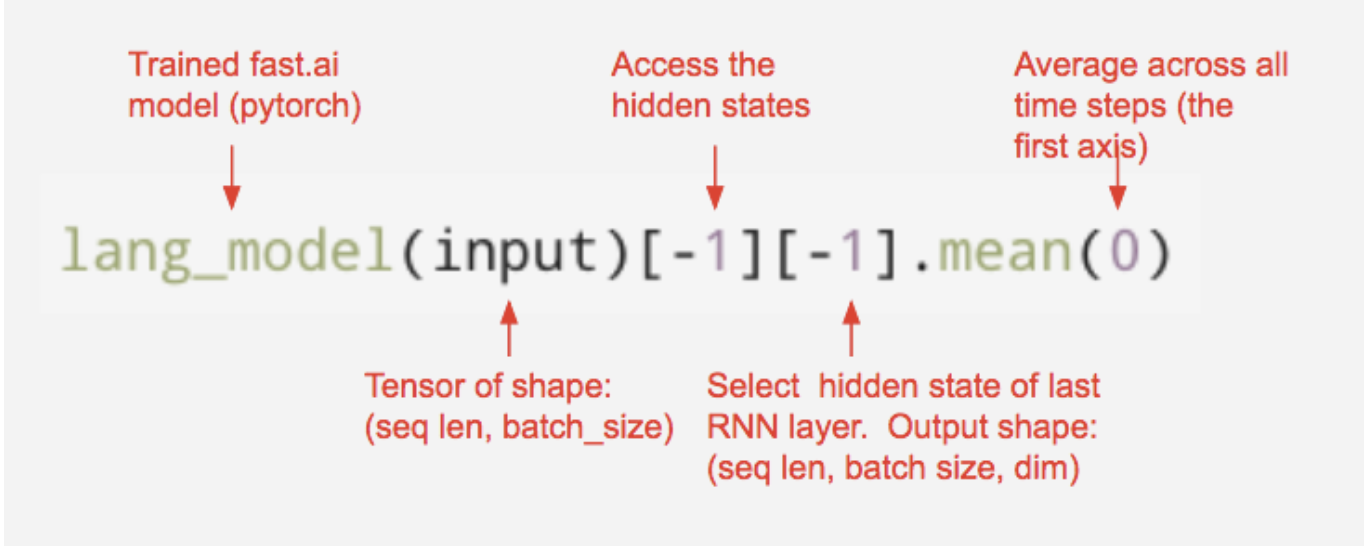 Trained fast.ai
model (pytorch)
Access the
hidden states
Average across all
time steps (the
first axis)
lang_model(input)[-1][-1].mean(0)
Tensor of shape:
(seq len, batch_size)
Select hidden state of last
RNN layer. Output shape:
(seq len, batch size, dim)